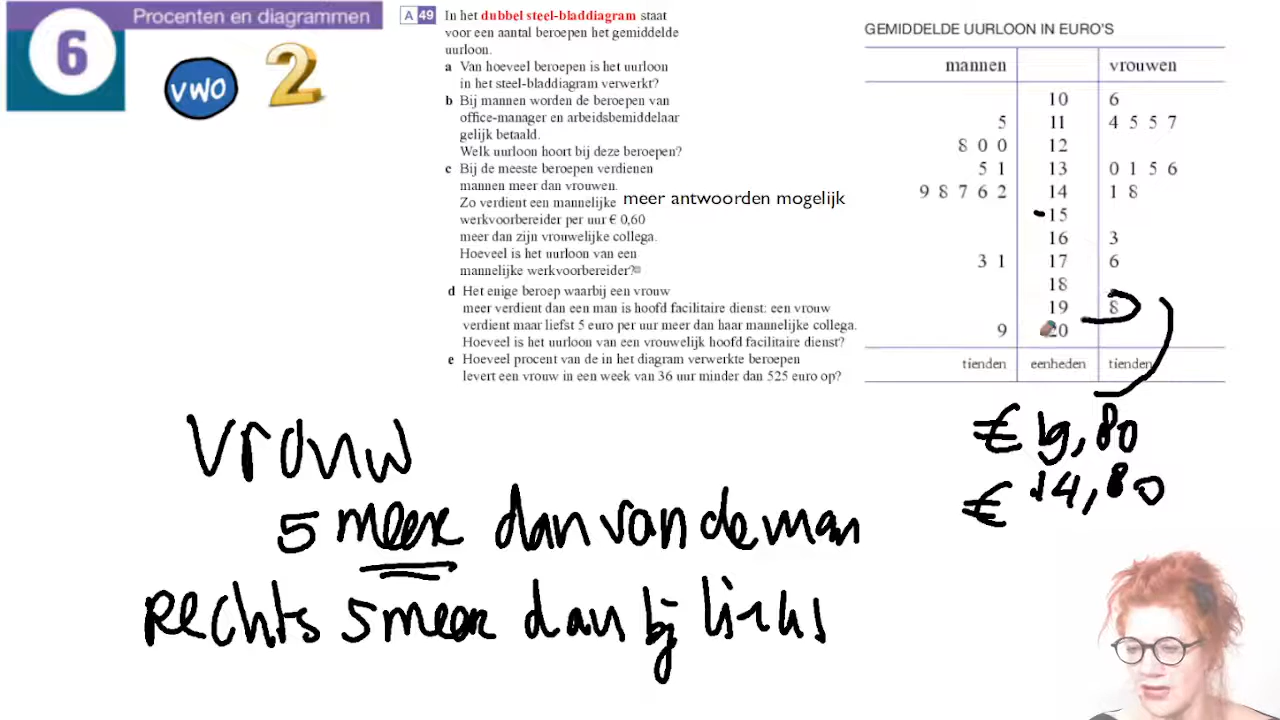 Procenten en diagrammen
6
vwo
2
A 49 In het dubbel steel-bladdiagram staat
voor een aantal beroepen het gemiddelde
uurloon.
a Van hoeveel beroepen is het uurloon
in het steel-bladdiagram verwerkt?
b Bij mannen worden de beroepen van
office-manager en arbeidsbemiddelaar
gelijk betaald.
Welk uurloon hoort bij deze beroepen?
c Bij de meeste beroepen verdienen
mannen meer dan vrouwen.
Zo verdient een mannelijke
werkvoorbereider per uur € 0,60
meer dan zijn vrouwelijke collega.
Hoeveel is het uurloon van een
mannelijke werkvoorbereider?
meer antwoorden mogelijk
d Het enige beroep waarbij een vrouw
meer verdient dan een man is hoofd facilitaire dienst: een vrouw
verdient maar liefst 5 euro per uur meer dan haar mannelijke collega.
Hoeveel is het uurloon van een vrouwelijk hoofd facilitaire dienst?
e Hoeveel procent van de in het diagram verwerkte beroepen
levert een vrouw in een week van 36 uur minder dan 525 euro op?
GEMIDDELDE UURLOON IN EURO'S
mannen vrouwen
10 6
5 11 4 5 5 7
8 0 0 12
5 1 13 0 1 5 6
9 8 7 6 2 14 1 8
15
16 3
3 1 17 6
18
19 8
9 20
tienden eenheden tienden
€ 19,80
€ 14,80
vrouw
5 meer dan van de man
rechts 5 meer dan bij links